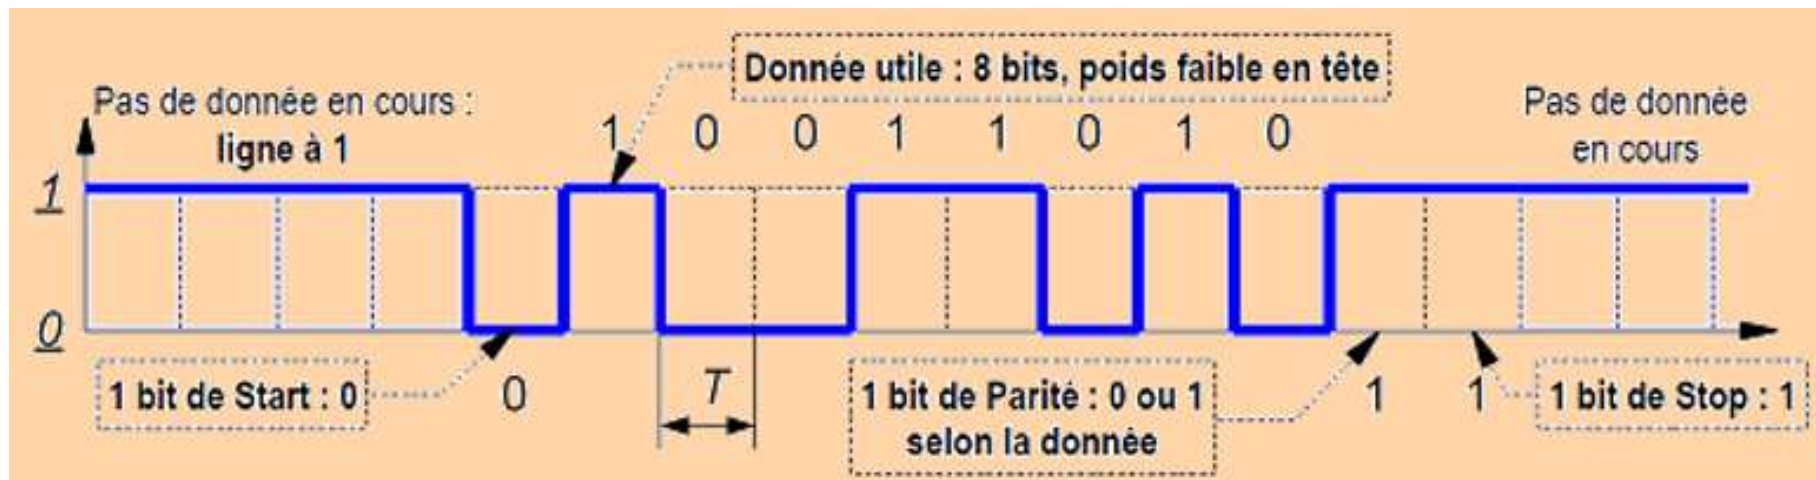 Donnée utile : 8 bits, poids faible en tête
Pas de donnée en cours :
ligne à 1
Pas de donnée
en cours
1 0 0 1 1 0 1 0
1
0
1 bit de Start : 0
0
T
1 bit de Parité : 0 ou 1
selon la donnée
1
1
1 bit de Stop : 1